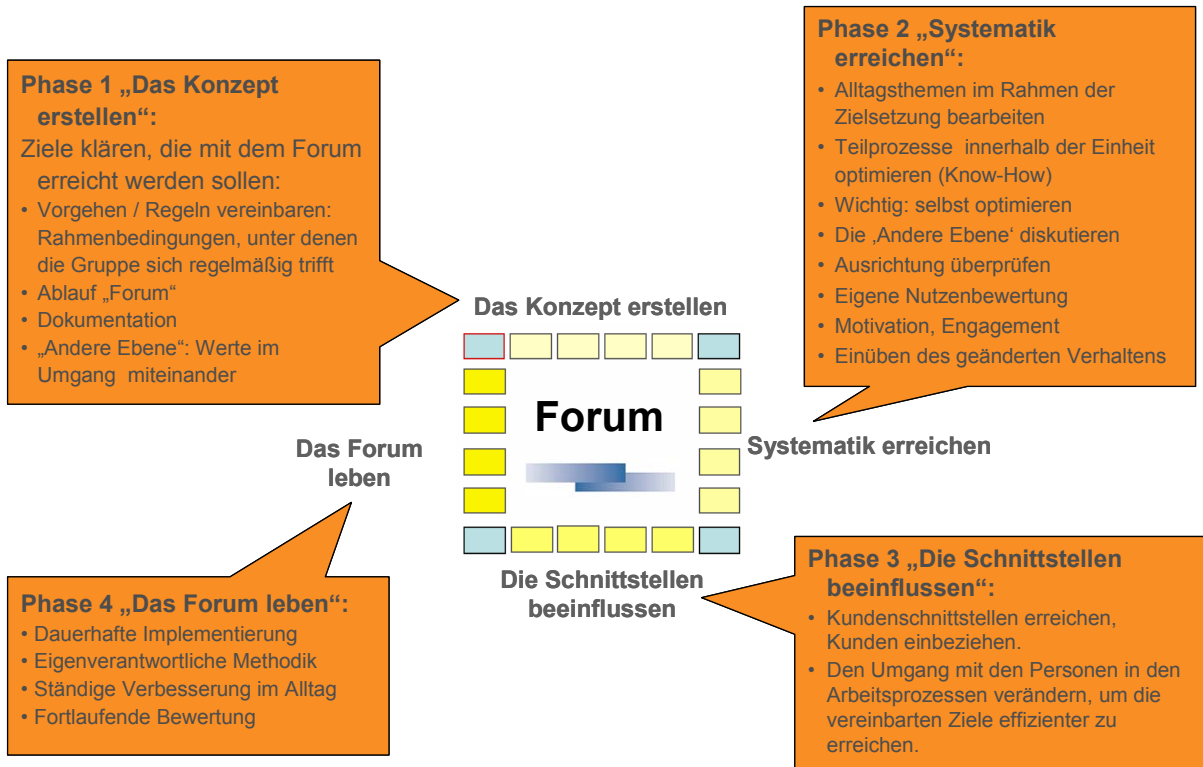 Phase 1 „Das Konzept
erstellen“:
Ziele klären, die mit dem Forum
erreicht werden sollen:
• Vorgehen / Regeln vereinbaren:
Rahmenbedingungen, unter denen
die Gruppe sich regelmäßig trifft
• Ablauf „Forum“
• Dokumentation
• „Andere Ebene“: Werte im
Umgang miteinander
Phase 2 „Systematik
erreichen“:
• Alltagsthemen im Rahmen der
Zielsetzung bearbeiten
• Teilprozesse innerhalb der Einheit
optimieren (Know-How)
• Wichtig: selbst optimieren
• Die ‚Andere Ebene‘ diskutieren
• Ausrichtung überprüfen
• Eigene Nutzenbewertung
• Motivation, Engagement
• Einüben des geänderten Verhaltens
Das Konzept erstellen
Forum
Das Forum
leben
Systematik erreichen
Die Schnittstellen
beeinflussen
Phase 4 „Das Forum leben“:
• Dauerhafte Implementierung
• Eigenverantwortliche Methodik
• Ständige Verbesserung im Alltag
• Fortlaufende Bewertung
Phase 3 „Die Schnittstellen
beeinflussen“:
• Kundenschnittstellen erreichen,
Kunden einbeziehen.
• Den Umgang mit den Personen in den
Arbeitsprozessen verändern, um die
vereinbarten Ziele effizienter zu
erreichen.